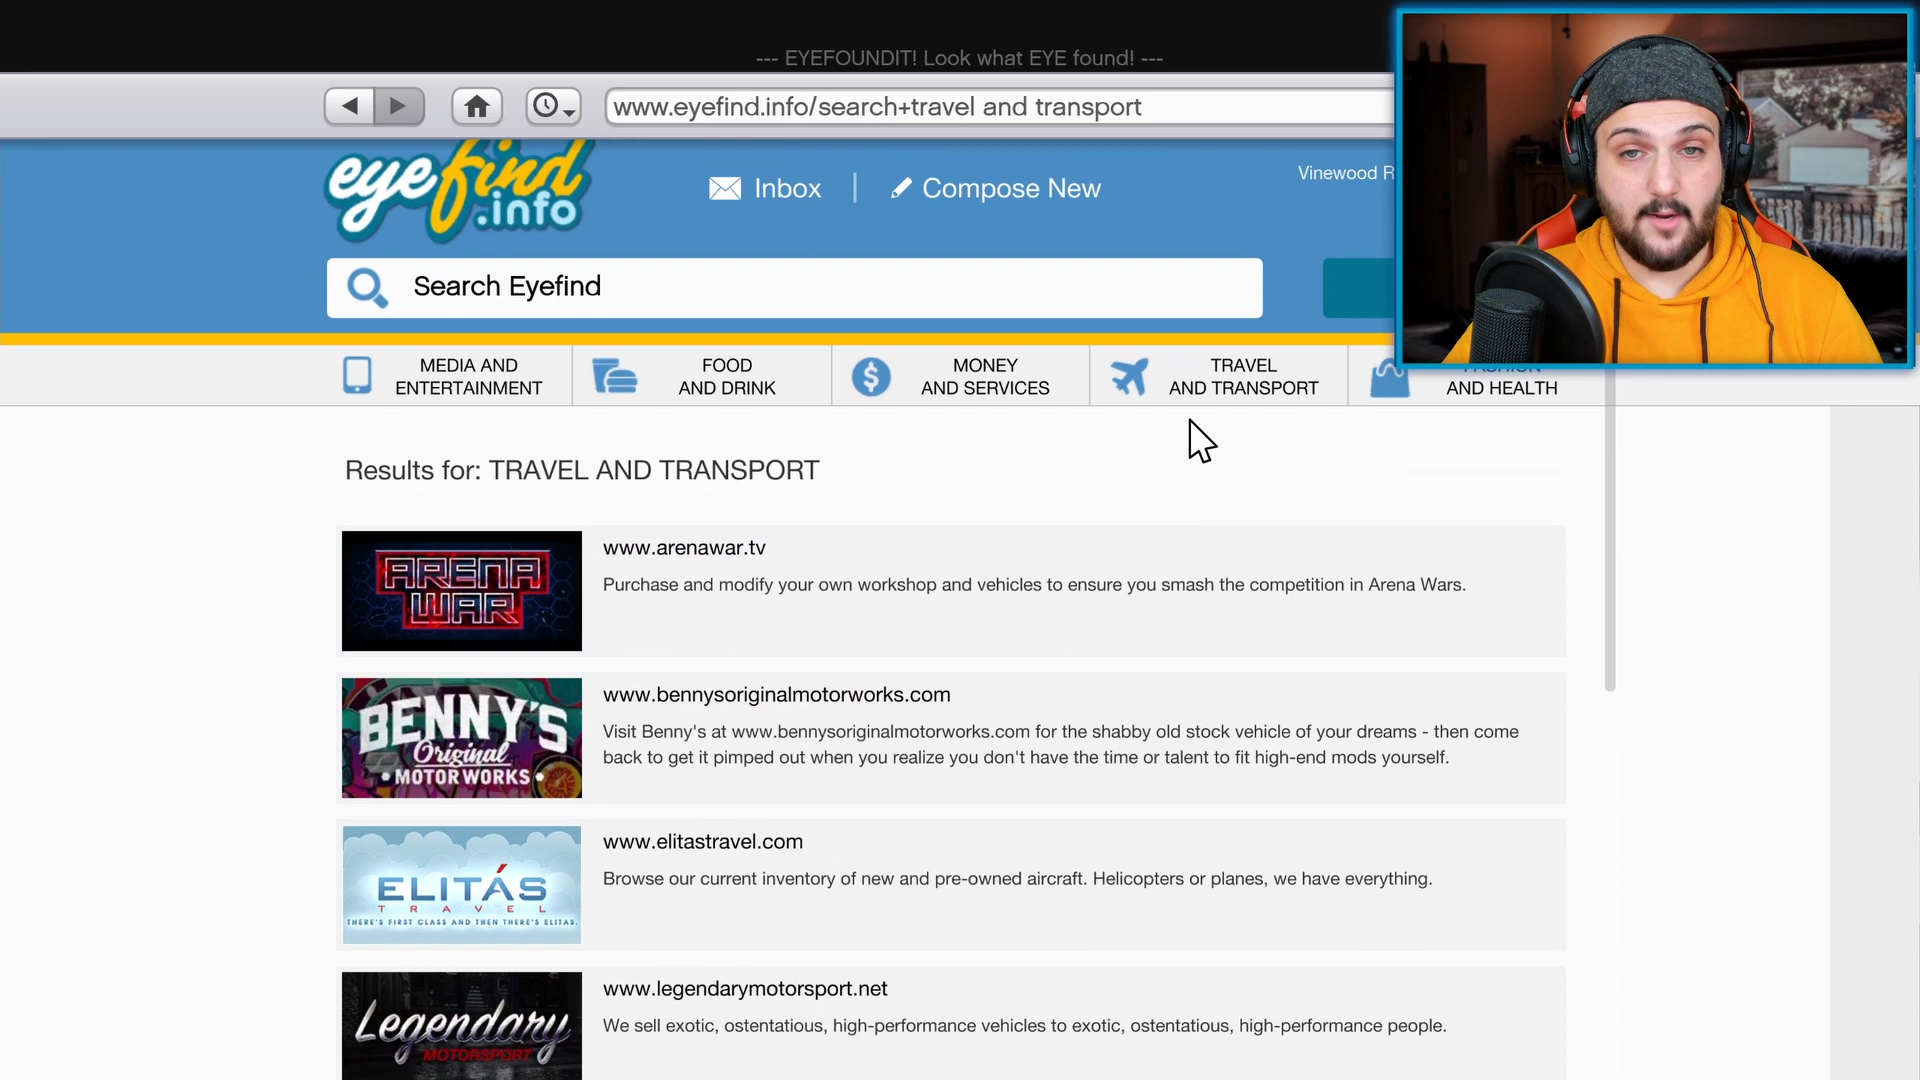 --- EYEFOUNDIT! Look what EYE found! ---
www.eyefind.info/search+travel and transport
eyefind
.info
Inbox
Compose New
Vinewood
Search Eyefind
MEDIA AND
ENTERTAINMENT
FOOD
AND DRINK
MONEY
AND SERVICES
TRAVEL
AND TRANSPORT
FASHION
AND HEALTH
Results for: TRAVEL AND TRANSPORT
ARENA
WAR
www.arenawar.tv
Purchase and modify your own workshop and vehicles to ensure you smash the competition in Arena Wars.
BENNY'S
Original
• MOTOR WORKS •
www.bennysoriginalmotorworks.com
Visit Benny's at www.bennysoriginalmotorworks.com for the shabby old stock vehicle of your dreams - then come
back to get it pimped out when you realize you don't have the time or talent to fit high-end mods yourself.
ELITÁS
TRAVEL
THERE'S FIRST CLASS AND THEN THERE'S ELITAS.
www.elitastravel.com
Browse our current inventory of new and pre-owned aircraft. Helicopters or planes, we have everything.
Legendary
MOTORSPORT
www.legendarymotorsport.net
We sell exotic, ostentatious, high-performance vehicles to exotic, ostentatious, high-performance people.